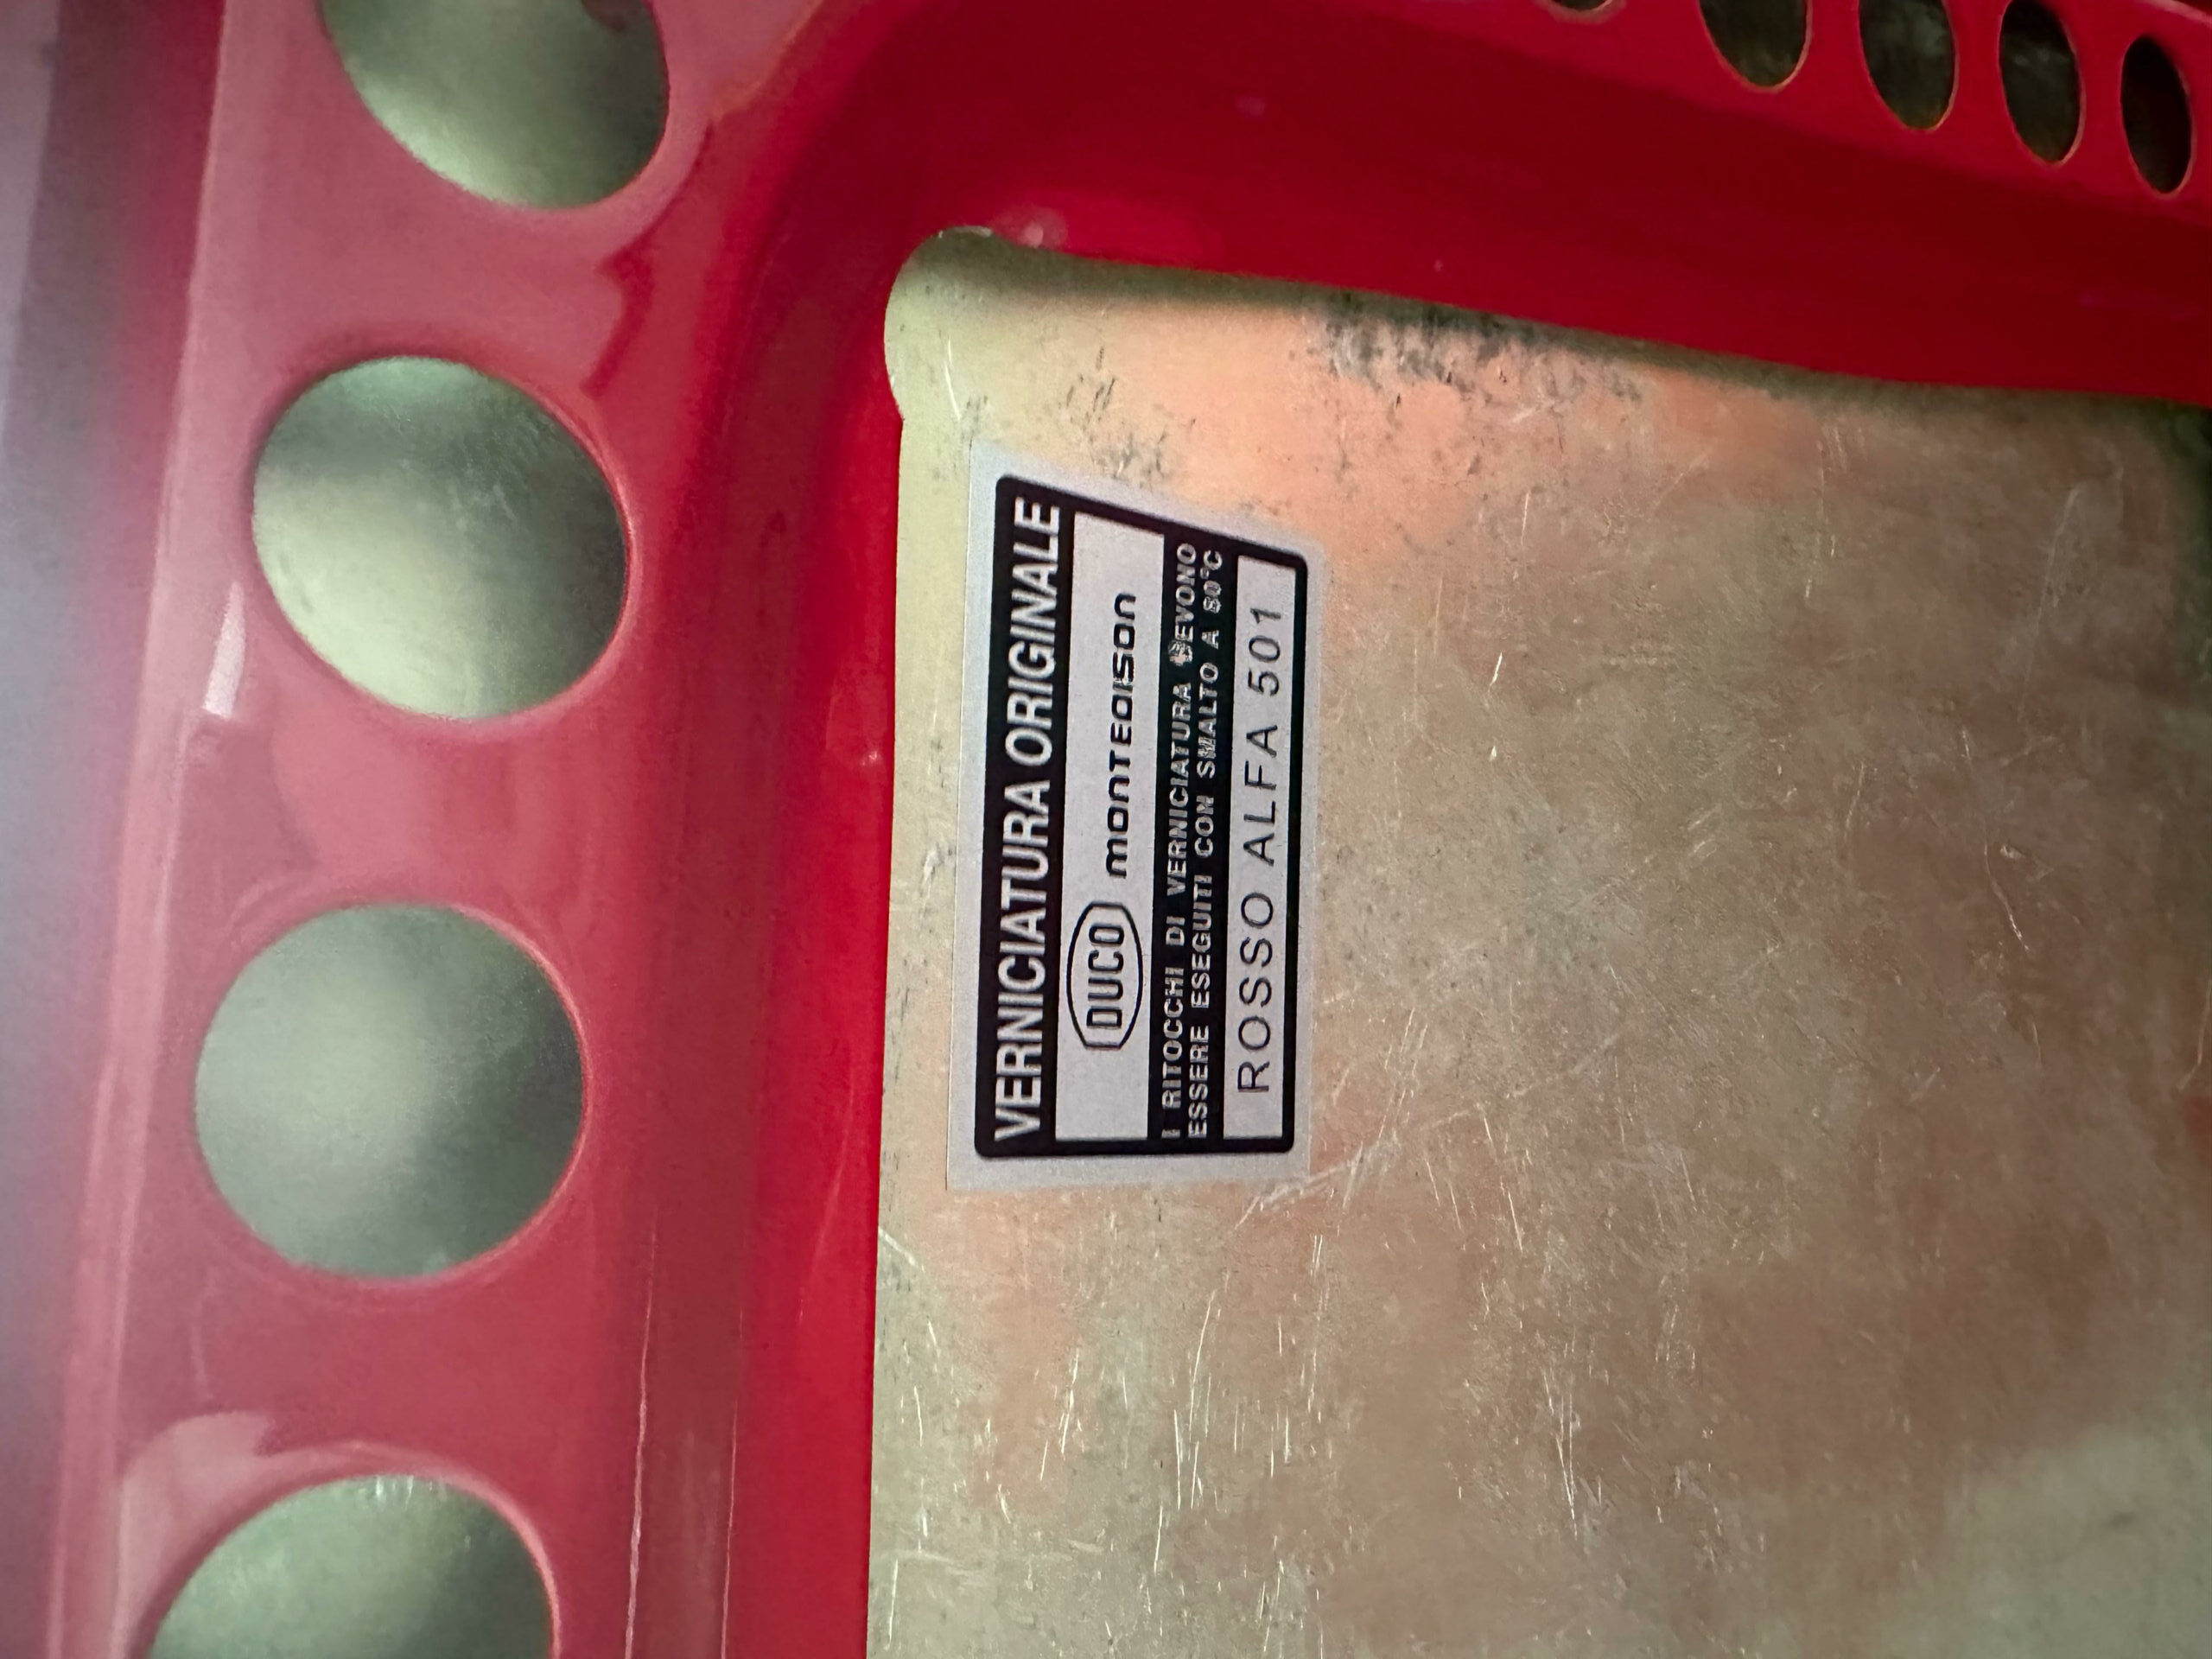 VERNICIATURA ORIGINALE
DUCO montedison
I RITOCCHI DI VERNICIATURA DEVONO
ESSERE ESEGUITI CON SMALTO A 80°C
ROSSO ALFA 501